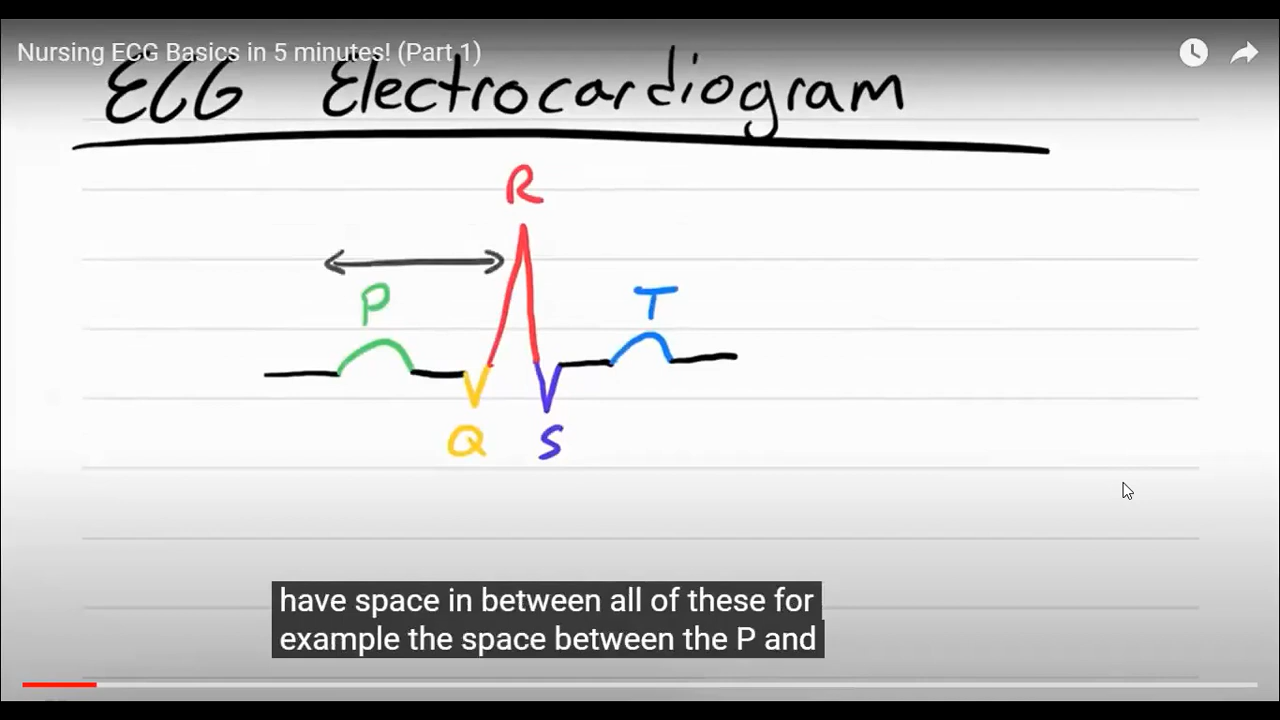 Nursing ECG Basics in 5 minutes! (Part 1)
ECG Electrocardiogram
R
P
T
Q S
have space in between all of these for
example the space between the P and